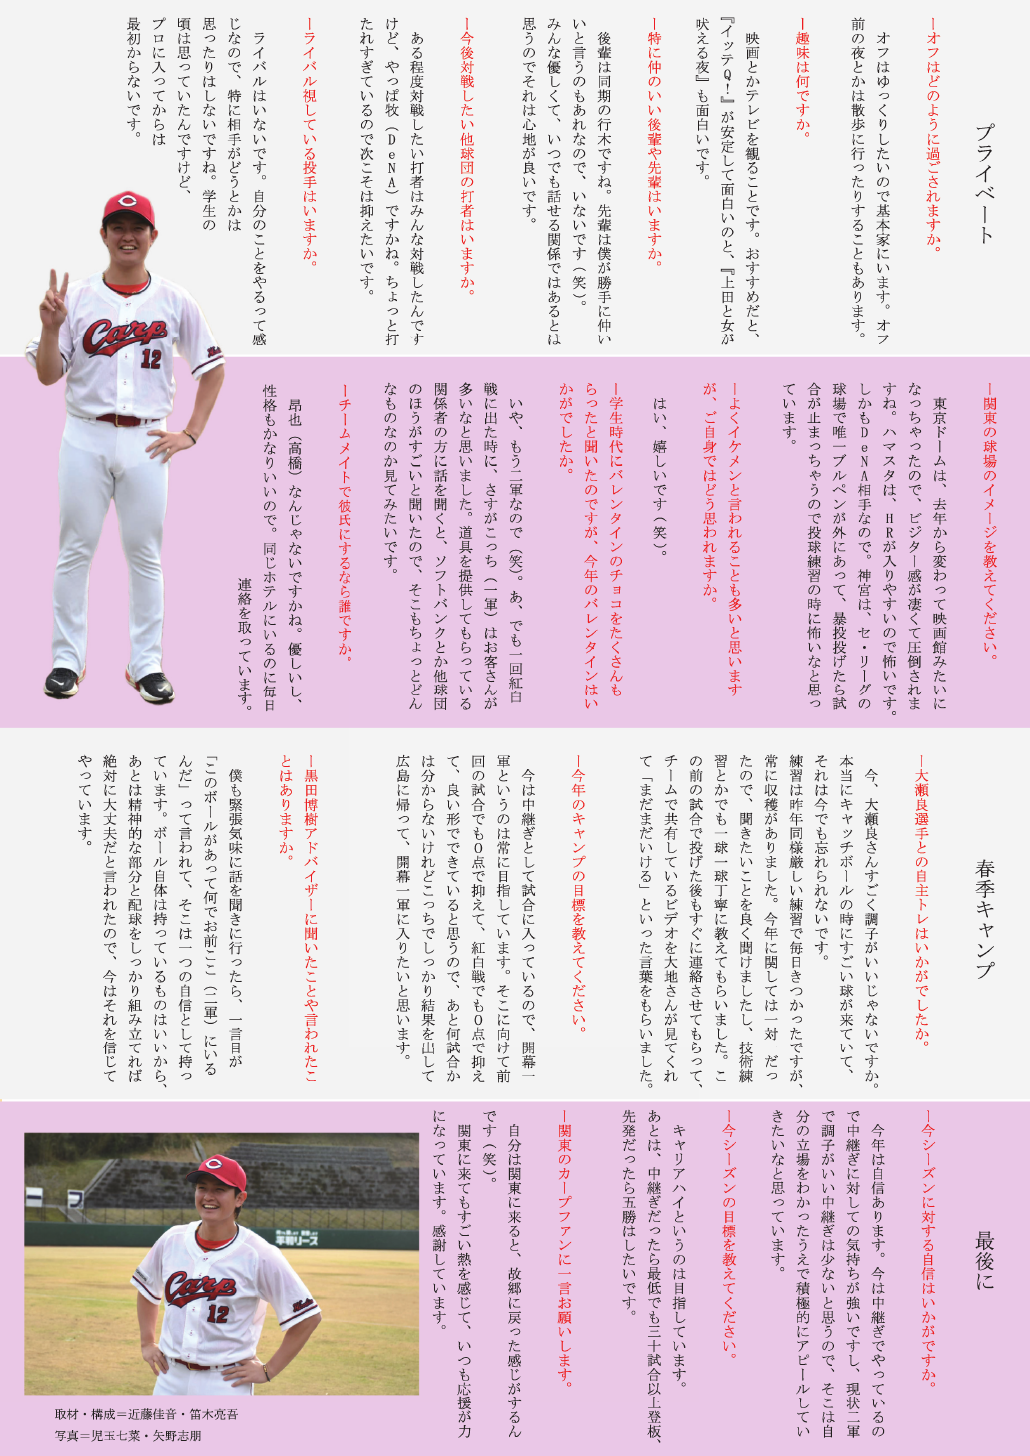 プライベート
―オフはどのように過ごされますか。
オフはゆっくりしたいので基本家にいます。オフ
前の夜とかは散歩に行ったりすることもあります。
―趣味は何ですか。
映画とかテレビを観ることです。おすすめだと、
『イッテQ！』が安定して面白いのと、『上田と女が
吠える夜』も面白いです。
―特に仲のいい後輩や先輩はいますか。
後輩は同期の行木ですね。先輩は僕が勝手に仲い
いと言うのもあれなので、いないです（笑）。
みんな優しくて、いつでも話せる関係ではあるとは
思うのでそれは心地が良いです。
―今後対戦したい他球団の打者はいますか。
ある程度対戦したい打者はみんな対戦したんです
けど、やっぱ牧（DeNA）ですかね。ちょっと打
たれすぎているので次こそは抑えたいです。
―ライバル視している投手はいますか。
ライバルはいないです。自分のことをやるって感
じなので、特に相手がどうとかは
思ったりはしないですね。学生の
頃は思っていたんですけど、
プロに入ってからは
最初からないです。
Carp
12
―関東の球場のイメージを教えてください。
東京ドームは、去年から変わって映画館みたいに
なっちゃったので、ビジター感が凄くて圧倒されま
すね。ハマスタは、HRが入りやすいので怖いです。
しかもDeNA相手なので。神宮は、セ・リーグの
球場で唯一ブルペンが外にあって、暴投投げたら試
合が止まっちゃうので投球練習の時に怖いなと思っ
ています。
―よくイケメンと言われることも多いと思います
が、ご自身ではどう思われますか。
はい、嬉しいです（笑）。
―学生時代にバレンタインのチョコをたくさんも
らったと聞いたのですが、今年のバレンタインはい
かがでしたか。
いや、もう二軍なので（笑）。あ、でも一回紅白
戦に出た時に、さすがこっち（一軍）はお客さんが
多いなと思いました。道具を提供してもらっている
関係者の方に話を聞くと、ソフトバンクとか他球団
のほうがすごいと聞いたので、そこもちょっとどん
なものなのか見てみたいです。
―チームメイトで彼氏にするなら誰ですか。
昂也（高橋）なんじゃないですかね。優しいし、
性格もかなりいいので。同じホテルにいるのに毎日
連絡を取っています。
春季キャンプ
―大瀬良選手との自主トレはいかがでしたか。
今、大瀬良さんすごく調子がいいじゃないですか。
本当にキャッチボールの時にすごい球が来ていて、
それは今でも忘れられないです。
練習は昨年同様厳しい練習で毎日きつかったですが、
常に収穫がありました。今年に関しては一対 だっ
たので、聞きたいことを良く聞けましたし、技術練
習とかでも一球一球丁寧に教えてもらいました。こ
の前の試合で投げた後もすぐに連絡させてもらって、
チームで共有しているビデオを大地さんが見てくれ
て「まだまだいける」といった言葉をもらいました。
―今年のキャンプの目標を教えてください。
今は中継ぎとして試合に入っているので、開幕一
軍というのは常に目指しています。そこに向けて前
回の試合でも0点で抑えて、紅白戦でも0点で抑え
て、良い形でできていると思うので、あと何試合か
は分からないけれどこっちでしっかり結果を出して
広島に帰って、開幕一軍に入りたいと思います。
―黒田博樹アドバイザーに聞いたことや言われたこ
とはありますか。
僕も緊張気味に話を聞きに行ったら、一言目が
「このボールがあって何でお前ここ（二軍）にいる
んだ」って言われて、そこは一つの自信として持っ
ています。ボール自体は持っているものはいいから、
あとは精神的な部分と配球をしっかり組み立てれば
絶対に大丈夫だと言われたので、今はそれを信じて
やっています。
最後に
―今シーズンに対する自信はいかがですか。
今年は自信あります。今は中継ぎでやっているの
で中継ぎに対しての気持ちが強いですし、現状二軍
で調子がいい中継ぎは少ないと思うので、そこは自
分の立場をわかったうえで積極的にアピールしてい
きたいなと思っています。
―今シーズンの目標を教えてください。
キャリアハイというのは目指しています。
あとは、中継ぎだったら最低でも三十試合以上登板、
先発だったら五勝はしたいです。
―関東のカープファンに一言お願いします。
自分は関東に来ると、故郷に戻った感じがするん
です（笑）。
関東に来てもすごい熱を感じて、いつも応援が力
になっています。感謝しています。
Carp
12
取材・構成＝近藤佳音・笛木亮吾
写真＝児玉七菜・矢野志朋